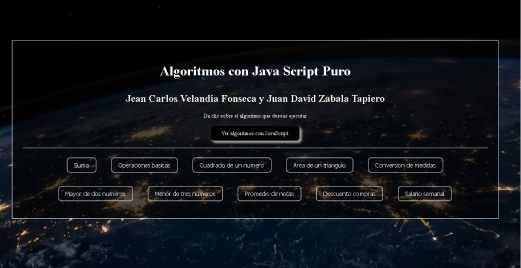 Algoritmos con Java Script Puro
Jean Carlos Velandia Fonseca y Juan David Zabala Tapiero
Da clic sobre el algoritmo que deseas ejecutar
Ver algoritmos con JavaScript
Suma Operaciones basicas Cuadrado de un numero Area de un triangulo Conversion de medidas
Mayor de dos numeros Menor de tres numeros Promedio de notas Descuento compras Salario semanal